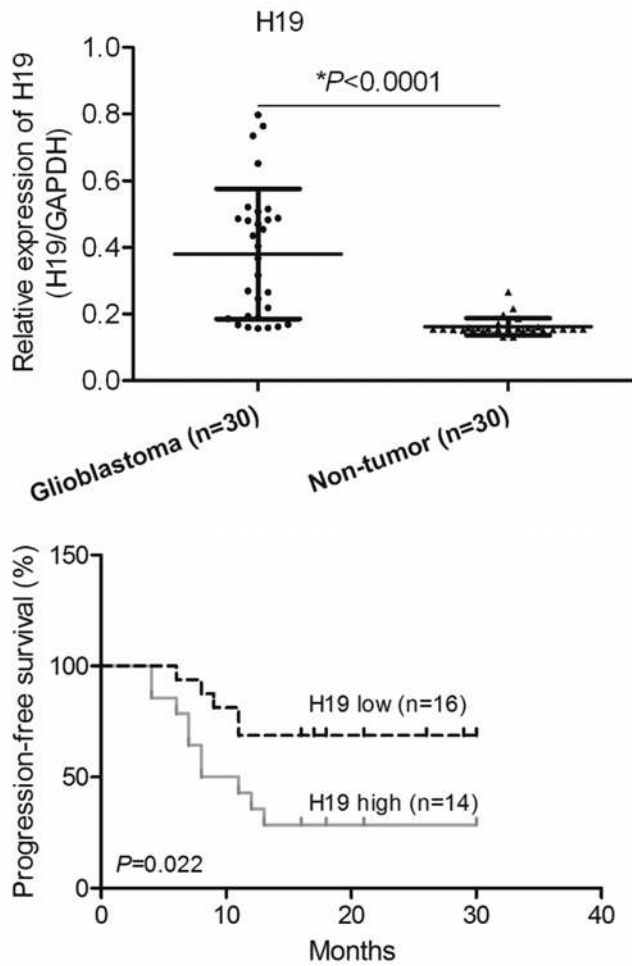 H19
Relative expression of H19
(H19/GAPDH)
1.0
0.8
0.6
0.4
0.2
0.0
*P<0.0001
Glioblastoma (n=30)
Non-tumor (n=30)
Progression-free survival (%)
150
100
50
0
H19 low (n=16)
H19 high (n=14)
P=0.022
0
10
20
30
40
Months